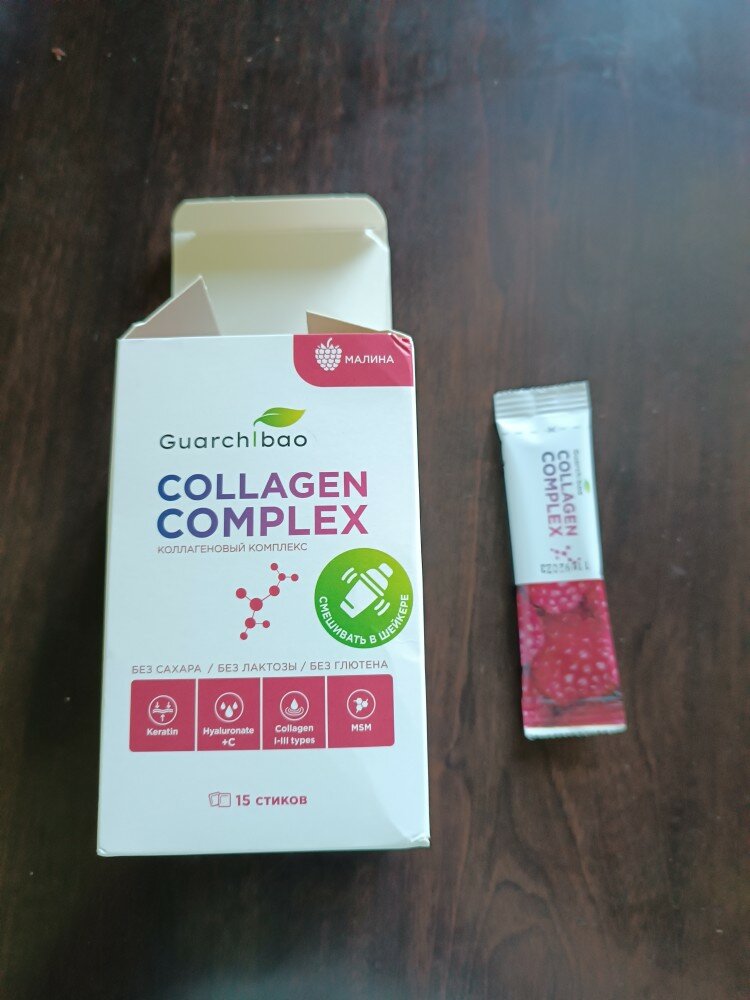 МАЛИНА
Guarchibao
COLLAGEN
COMPLEX
КОЛЛАГЕНОВЫЙ КОМПЛЕКС
СМЕШИВАТЬ В ШЕЙКЕРЕ
БЕЗ САХАРА / БЕЗ ЛАКТОЗЫ / БЕЗ ГЛЮТЕНА
Keratin
Hyaluronate
+C
Collagen
I-III types
MSM
15 СТИКОВ
Guarchibao
COLLAGEN
COMPLEX